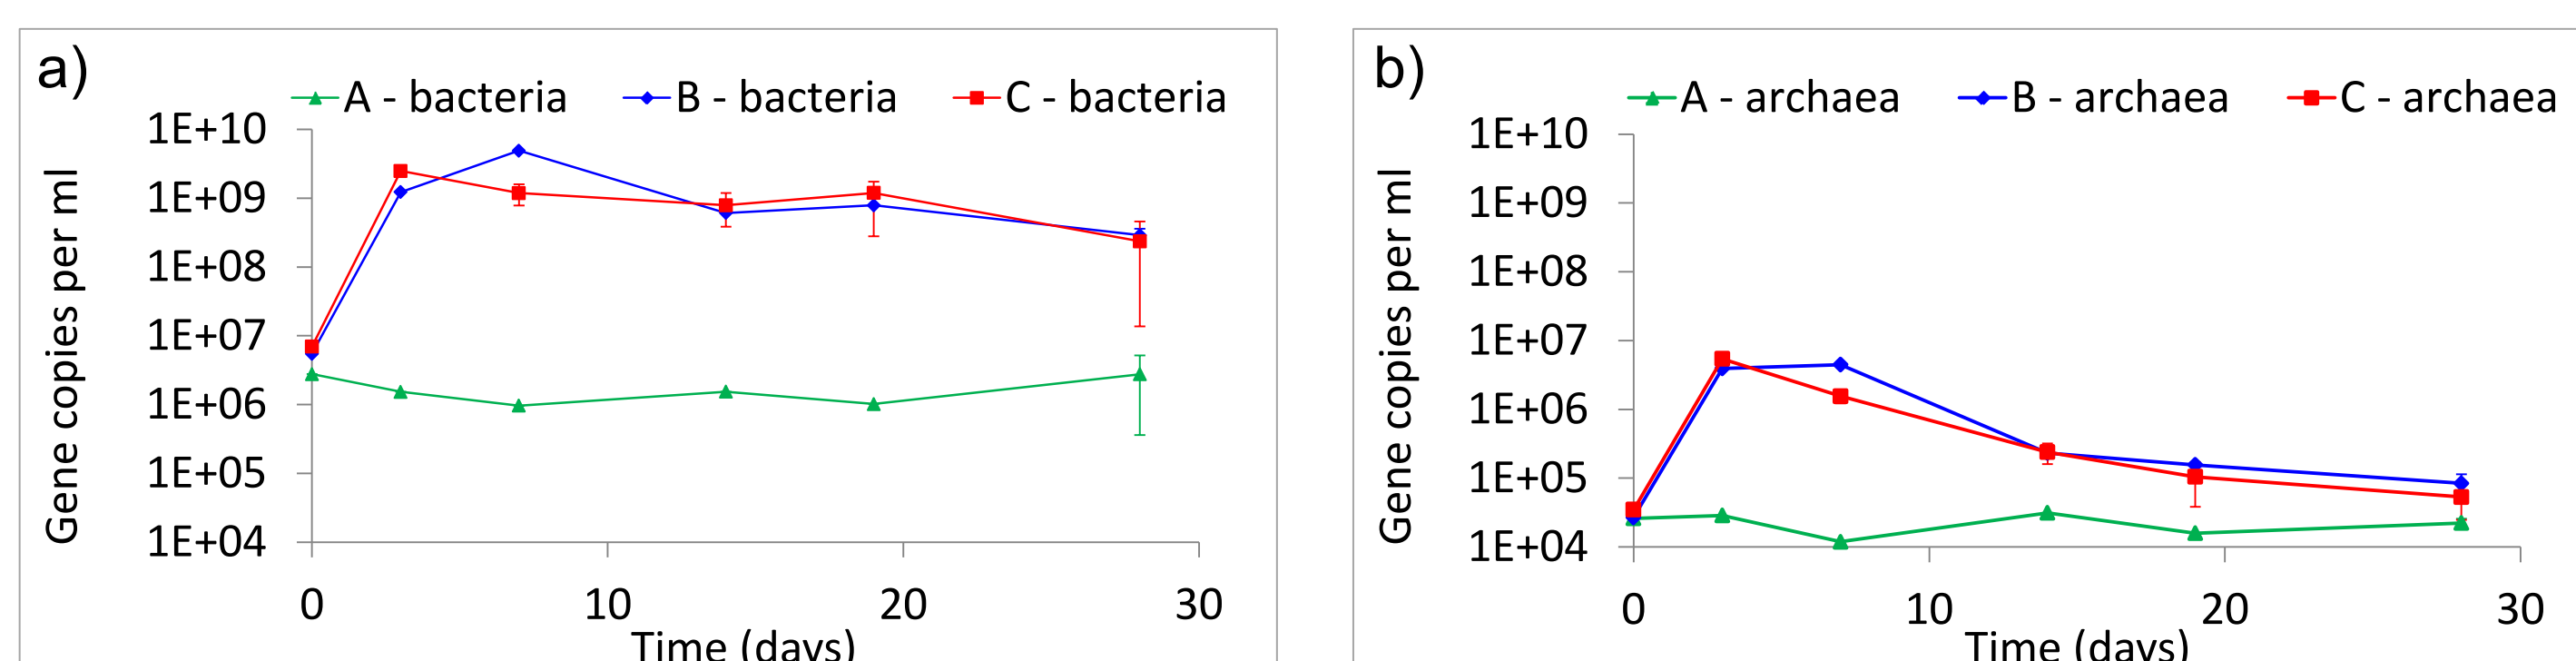 a)
A - bacteria B - bacteria C - bacteria
1E+10
1E+09
1E+08
1E+07
1E+06
1E+05
1E+04
Gene copies per ml
0 10 20 30
Time (days)
b)
A - archaea B - archaea C - archaea
1E+10
1E+09
1E+08
1E+07
1E+06
1E+05
1E+04
Gene copies per ml
0 10 20 30
Time (days)